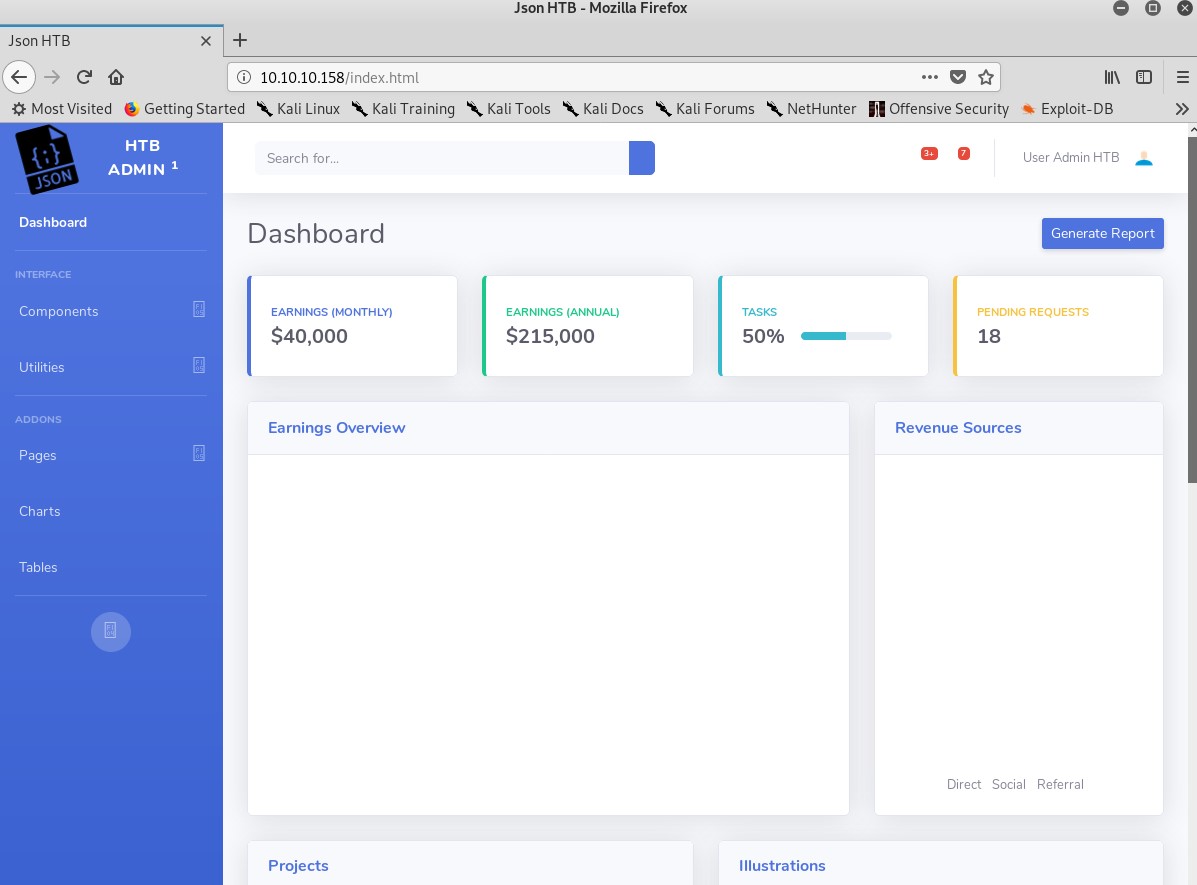 Json HTB - Mozilla Firefox
Json HTB
10.10.10.158/index.html
Most Visited Getting Started Kali Linux Kali Training Kali Tools Kali Docs Kali Forums NetHunter Offensive Security Exploit-DB
{;}
JSON
HTB
ADMIN 1
Search for...
3+ 7
User Admin HTB
Dashboard
INTERFACE
Components
Utilities
ADDONS
Pages
Charts
Tables
Dashboard
Generate Report
EARNINGS (MONTHLY)
$40,000
EARNINGS (ANNUAL)
$215,000
TASKS
50%
PENDING REQUESTS
18
Earnings Overview
Revenue Sources
Direct Social Referral
Projects
Illustrations